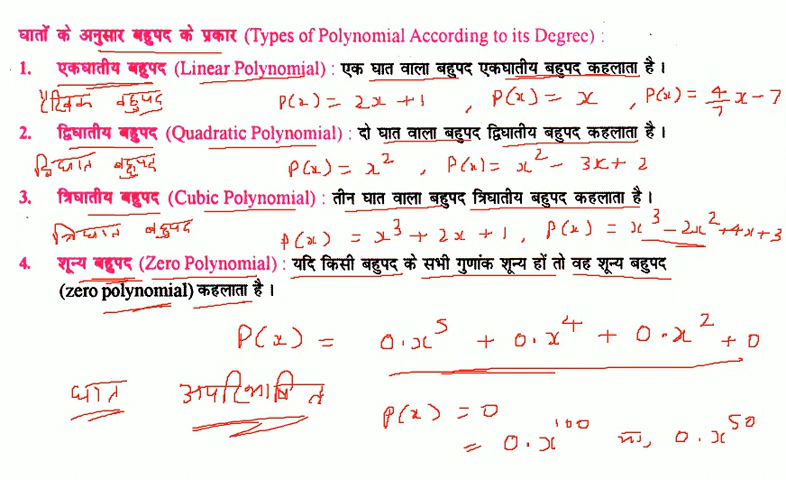 घातों के अनुसार बहुपद के प्रकार (Types of Polynomial According to its Degree) :
1. एकघातीय बहुपद (Linear Polynomial) : एक घात वाला बहुपद एकघातीय बहुपद कहलाता है।
रैखिक बहुपद P(x) = 2x + 1 , P(x) = x , P(x) = 4/7 x - 7
2. द्विघातीय बहुपद (Quadratic Polynomial) : दो घात वाला बहुपद द्विघातीय बहुपद कहलाता है।
द्विघात बहुपद P(x) = x² , P(x) = x² - 3x + 2
3. त्रिघातीय बहुपद (Cubic Polynomial) : तीन घात वाला बहुपद त्रिघातीय बहुपद कहलाता है।
त्रिघात बहुपद P(x) = x³ + 2x + 1 , P(x) = x³ - 2x² + 4x + 3
4. शून्य बहुपद (Zero Polynomial) : यदि किसी बहुपद के सभी गुणांक शून्य हों तो वह शून्य बहुपद
(zero polynomial) कहलाता है।
P(x) = 0.x⁵ + 0.x⁴ + 0.x² + 0
घात अपरिभाषित
P(x) = 0
= 0.x¹⁰⁰ या, 0.x⁵⁰